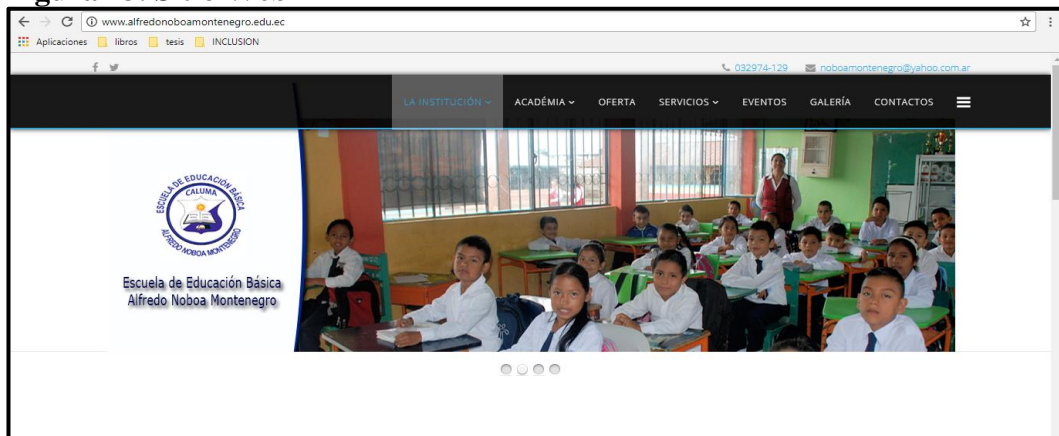 www.alfredonoboamontenegro.edu.ec
Aplicaciones libros tesis INCLUSION
032974-129 noboamontenegro@yahoo.com.ar
LA INSTITUCIÓN ACADÉMIA OFERTA SERVICIOS EVENTOS GALERÍA CONTACTOS
ESCUELA DE EDUCACIÓN BÁSICA
CALUMA
ALFREDO NOBOA MONTENEGRO
Escuela de Educación Básica
Alfredo Noboa Montenegro